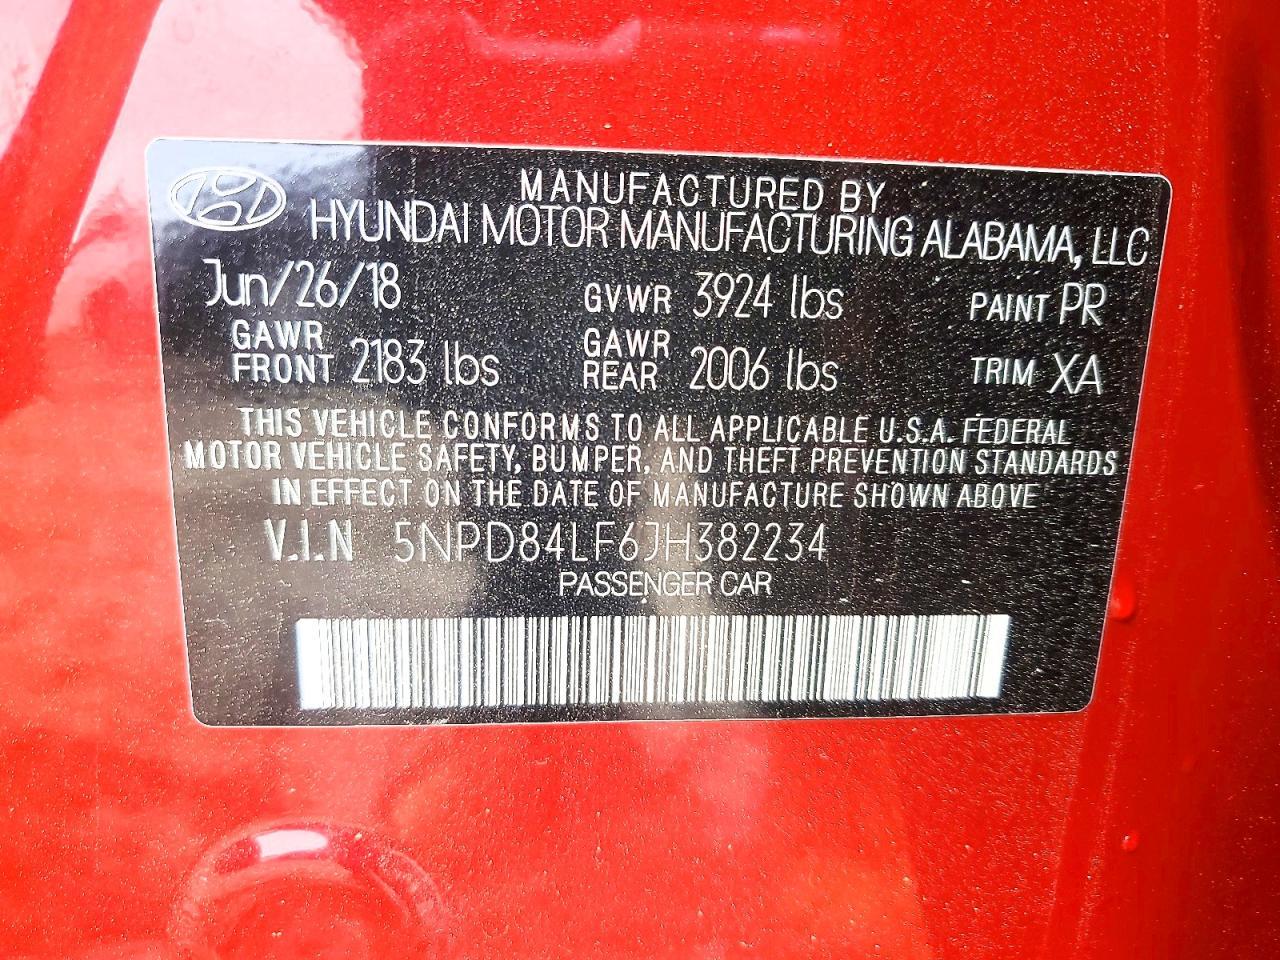 MANUFACTURED BY
HYUNDAI MOTOR MANUFACTURING ALABAMA, LLC
Jun/26/18 GVWR 3924 lbs PAINT PR
GAWR FRONT 2183 lbs GAWR REAR 2006 lbs TRIM XA
THIS VEHICLE CONFORMS TO ALL APPLICABLE U.S.A. FEDERAL
MOTOR VEHICLE SAFETY, BUMPER, AND THEFT PREVENTION STANDARDS
IN EFFECT ON THE DATE OF MANUFACTURE SHOWN ABOVE
V.I.N 5NPD84LF6JH382234
PASSENGER CAR